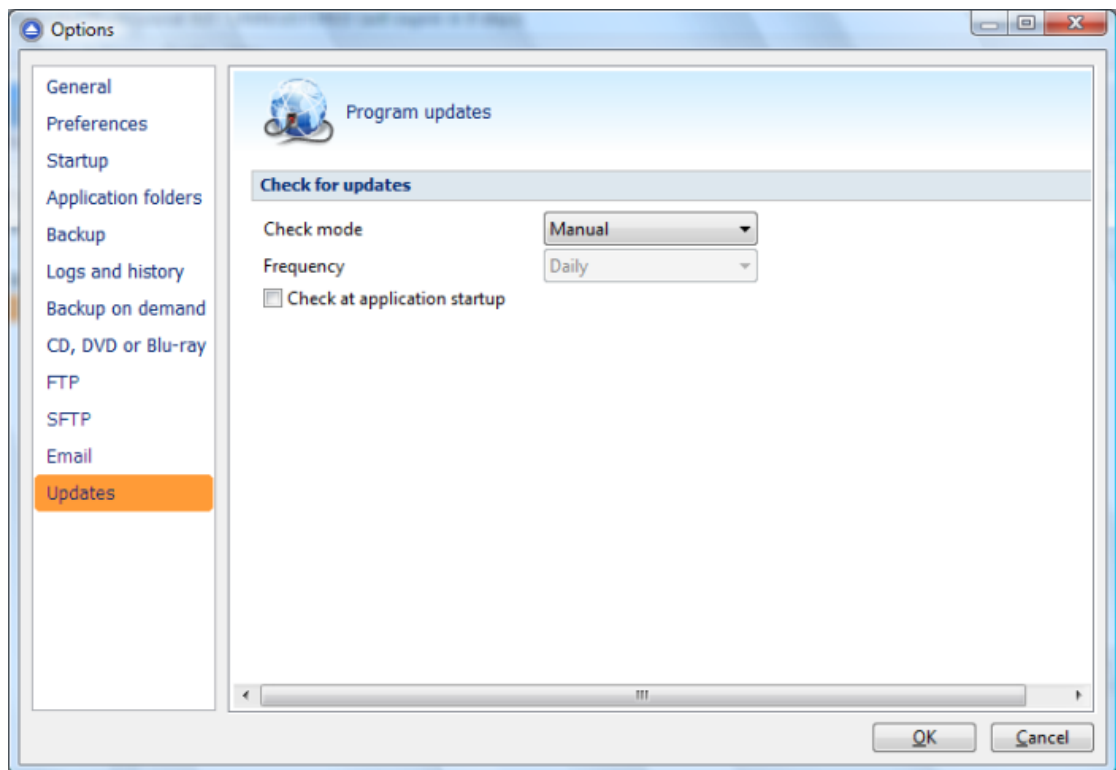 Options
General
Preferences
Startup
Application folders
Backup
Logs and history
Backup on demand
CD, DVD or Blu-ray
FTP
SFTP
Email
Updates
Program updates
Check for updates
Check mode Manual
Frequency Daily
Check at application startup
OK Cancel